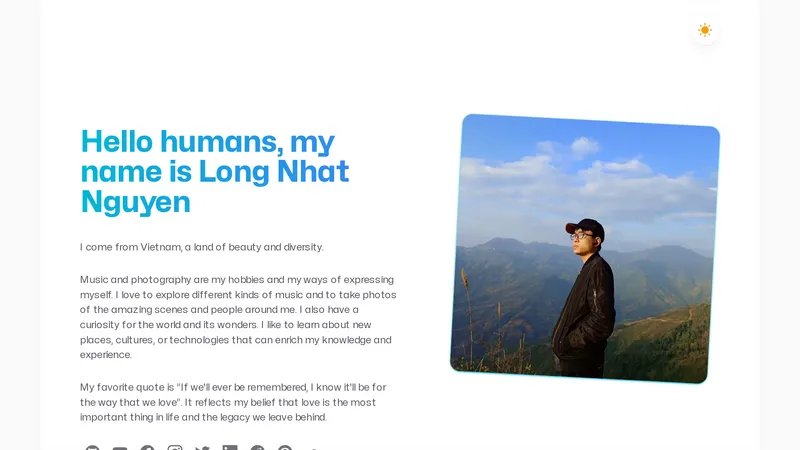 Hello humans, my
name is Long Nhat
Nguyen
I come from Vietnam, a land of beauty and diversity.
Music and photography are my hobbies and my ways of expressing
myself. I love to explore different kinds of music and to take photos
of the amazing scenes and people around me. I also have a
curiosity for the world and its wonders. I like to learn about new
places, cultures, or technologies that can enrich my knowledge and
experience.
My favorite quote is "If we'll ever be remembered, I know it'll be for
the way that we love". It reflects my belief that love is the most
important thing in life and the legacy we leave behind.